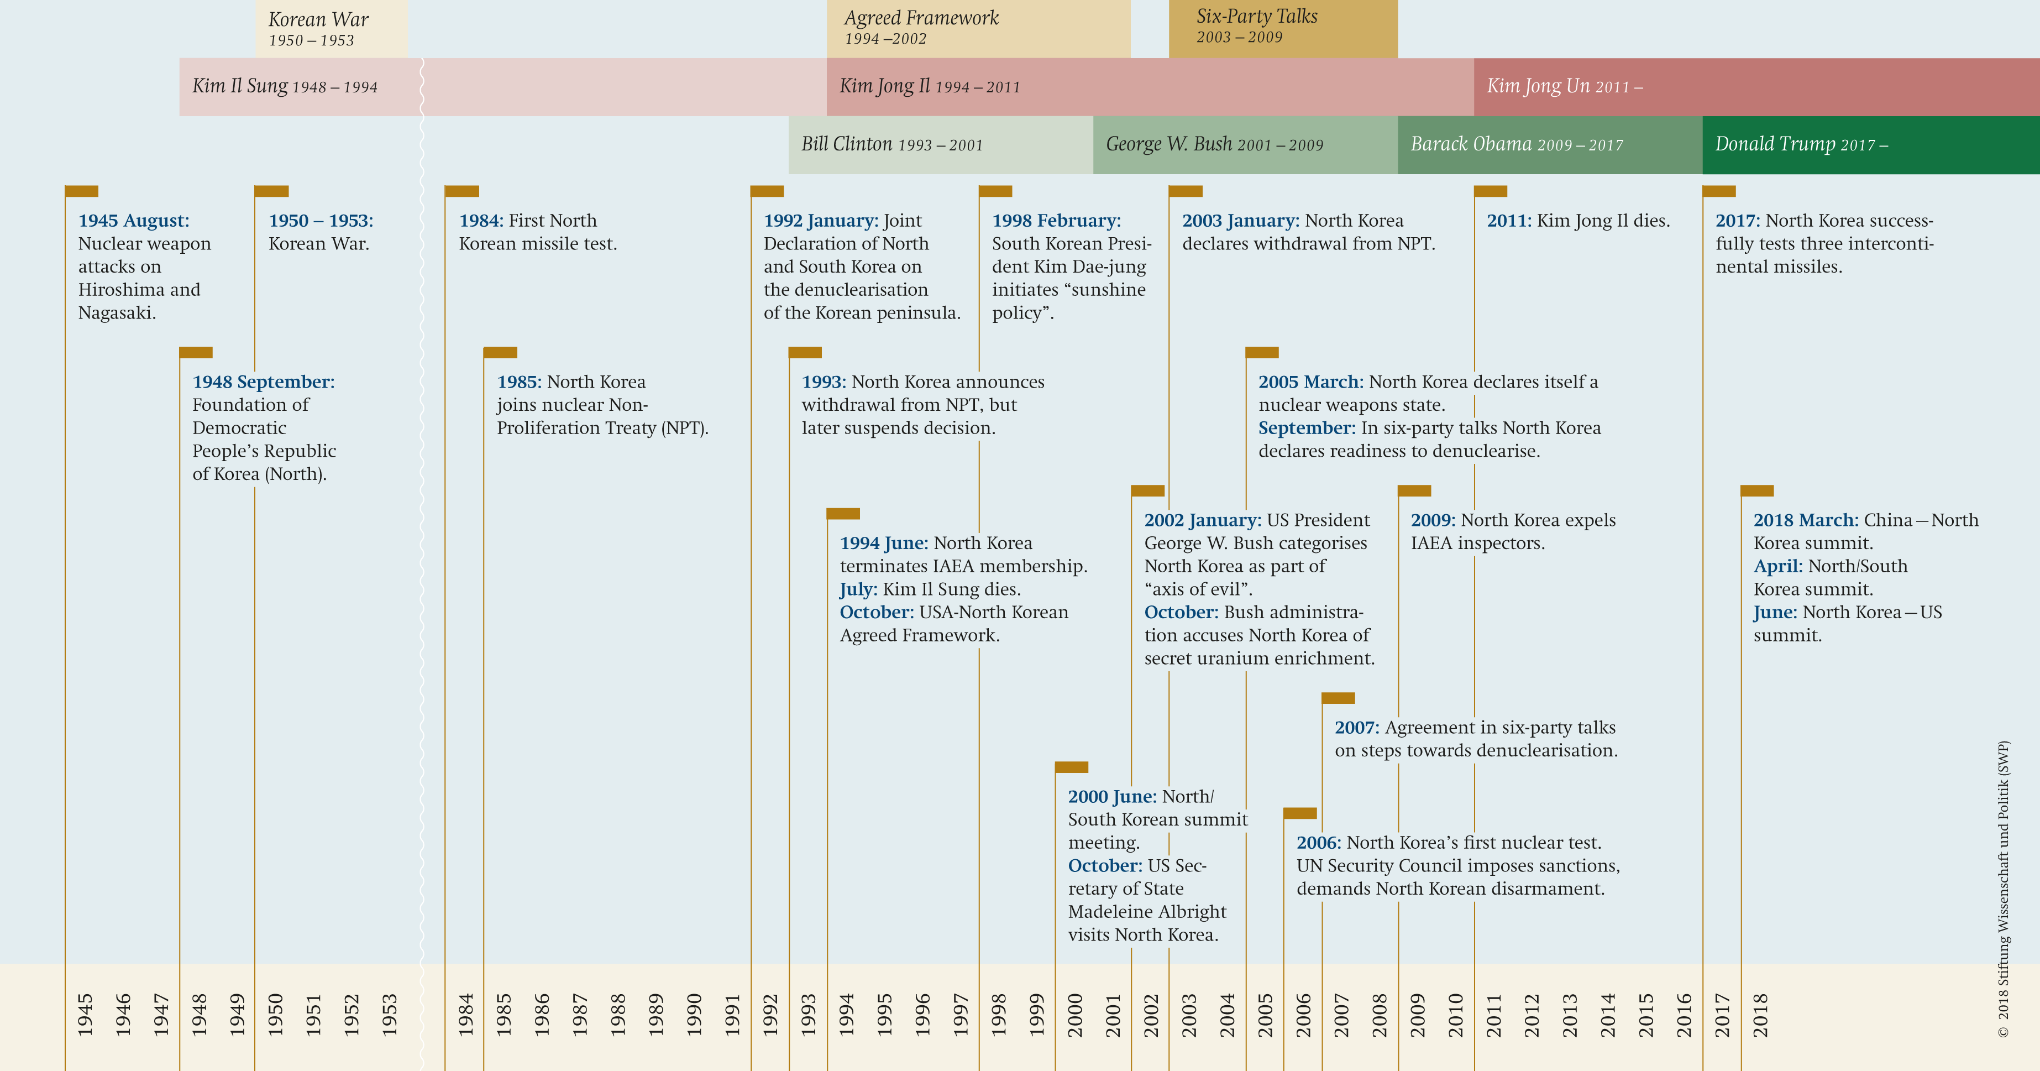 Korean War
1950 – 1953
Agreed Framework
1994 –2002
Six-Party Talks
2003 – 2009
Kim Il Sung 1948 – 1994
Kim Jong Il 1994 – 2011
Kim Jong Un 2011 –
Bill Clinton 1993 – 2001
George W. Bush 2001 – 2009
Barack Obama 2009 – 2017
Donald Trump 2017 –
1945 August:
Nuclear weapon
attacks on
Hiroshima and
Nagasaki.
1950 – 1953:
Korean War.
1984: First North
Korean missile test.
1992 January: Joint
Declaration of North
and South Korea on
the denuclearisation
of the Korean peninsula.
1998 February:
South Korean Presi-
dent Kim Dae-jung
initiates “sunshine
policy”.
2003 January: North Korea
declares withdrawal from NPT.
2011: Kim Jong Il dies.
2017: North Korea success-
fully tests three interconti-
nental missiles.
1948 September:
Foundation of
Democratic
People’s Republic
of Korea (North).
1985: North Korea
joins nuclear Non-
Proliferation Treaty (NPT).
1993: North Korea announces
withdrawal from NPT, but
later suspends decision.
2005 March: North Korea declares itself a
nuclear weapons state.
September: In six-party talks North Korea
declares readiness to denuclearise.
1994 June: North Korea
terminates IAEA membership.
July: Kim Il Sung dies.
October: USA-North Korean
Agreed Framework.
2002 January: US President
George W. Bush categorises
North Korea as part of
“axis of evil”.
October: Bush administra-
tion accuses North Korea of
secret uranium enrichment.
2009: North Korea expels
IAEA inspectors.
2018 March: China – North
Korea summit.
April: North/South
Korea summit.
June: North Korea – US
summit.
2007: Agreement in six-party talks
on steps towards denuclearisation.
2000 June: North/
South Korean summit
meeting.
October: US Sec-
retary of State
Madeleine Albright
visits North Korea.
2006: North Korea’s first nuclear test.
UN Security Council imposes sanctions,
demands North Korean disarmament.
1945
1946
1947
1948
1949
1950
1951
1952
1953
1984
1985
1986
1987
1988
1989
1990
1991
1992
1993
1994
1995
1996
1997
1998
1999
2000
2001
2002
2003
2004
2005
2006
2007
2008
2009
2010
2011
2012
2013
2014
2015
2016
2017
2018
© 2018 Stiftung Wissenschaft und Politik (SWP)